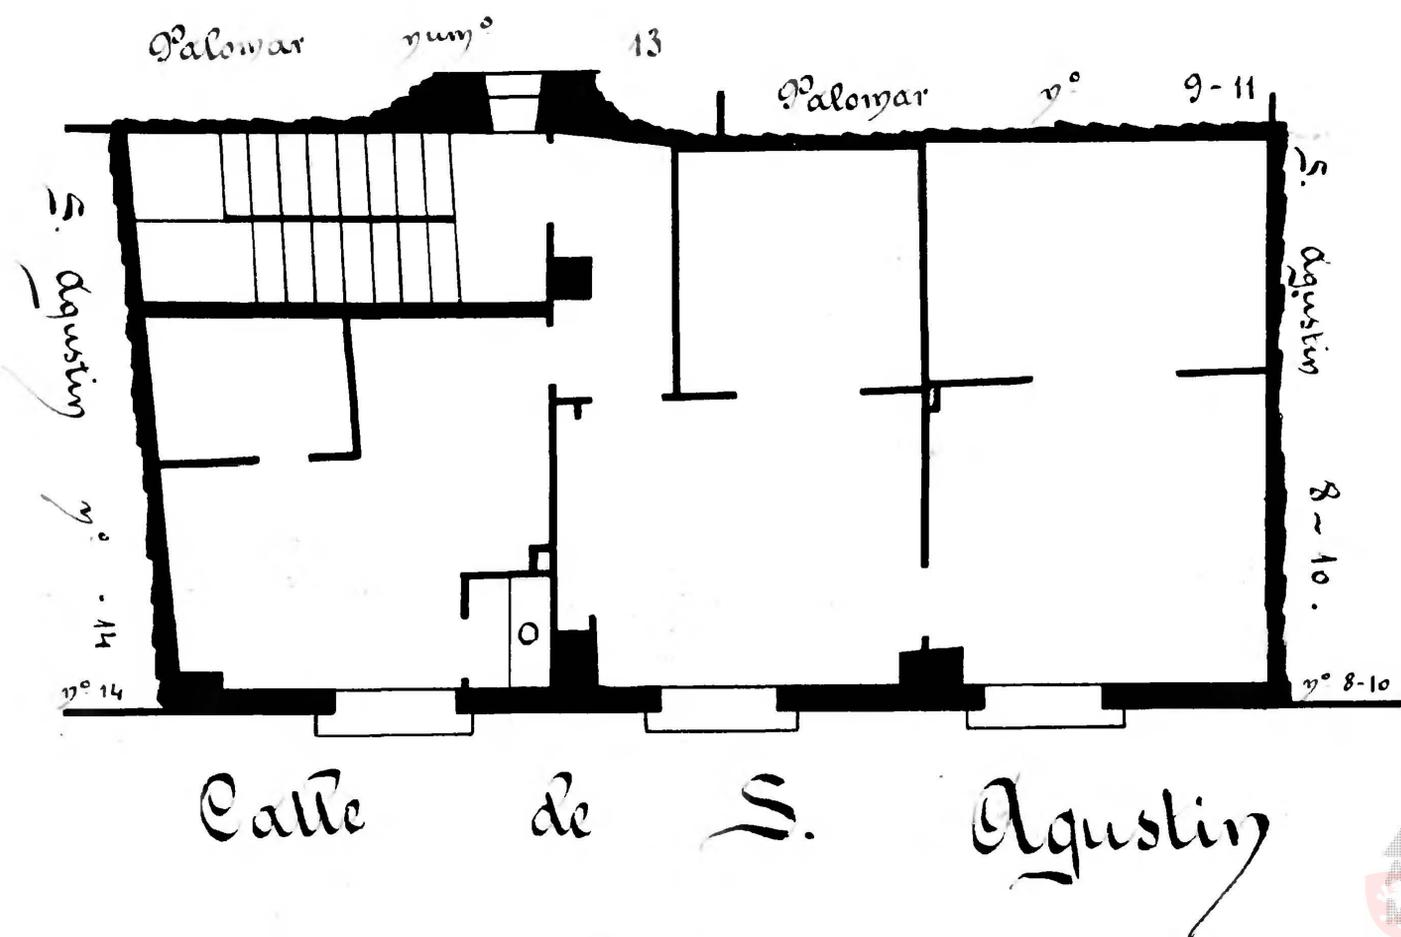 Palomar num° 13
Palomar n° 9-11
S. Agustin n° 14
S. Agustin 8-10.
n° 14
n° 8-10
Calle de S. Agustin